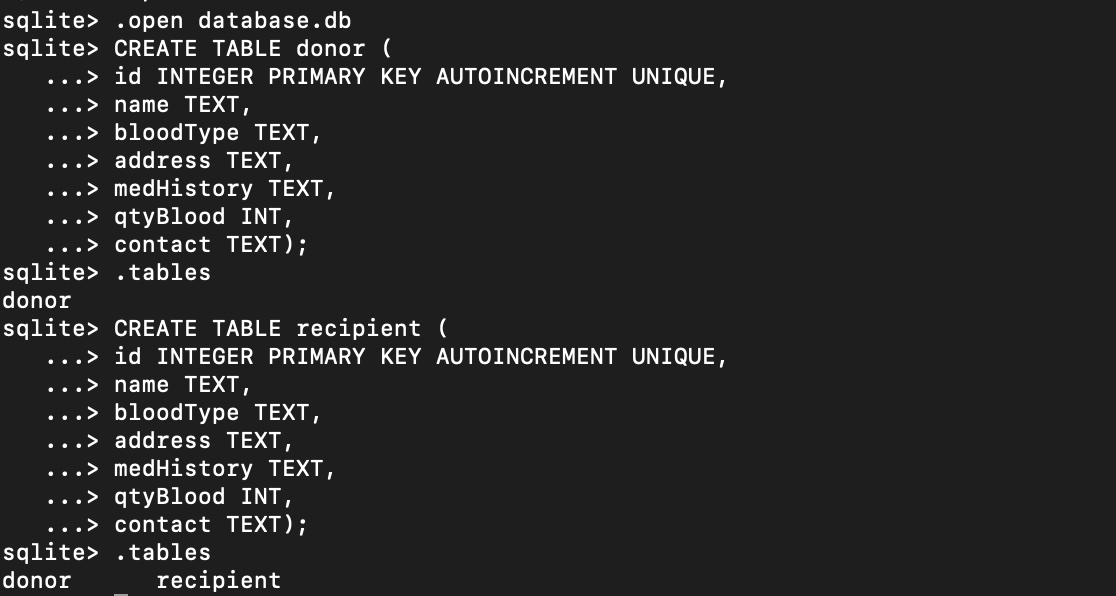 sqlite> .open database.db
sqlite> CREATE TABLE donor (
   ...> id INTEGER PRIMARY KEY AUTOINCREMENT UNIQUE,
   ...> name TEXT,
   ...> bloodType TEXT,
   ...> address TEXT,
   ...> medHistory TEXT,
   ...> qtyBlood INT,
   ...> contact TEXT);
sqlite> .tables
donor
sqlite> CREATE TABLE recipient (
   ...> id INTEGER PRIMARY KEY AUTOINCREMENT UNIQUE,
   ...> name TEXT,
   ...> bloodType TEXT,
   ...> address TEXT,
   ...> medHistory TEXT,
   ...> qtyBlood INT,
   ...> contact TEXT);
sqlite> .tables
donor      recipient